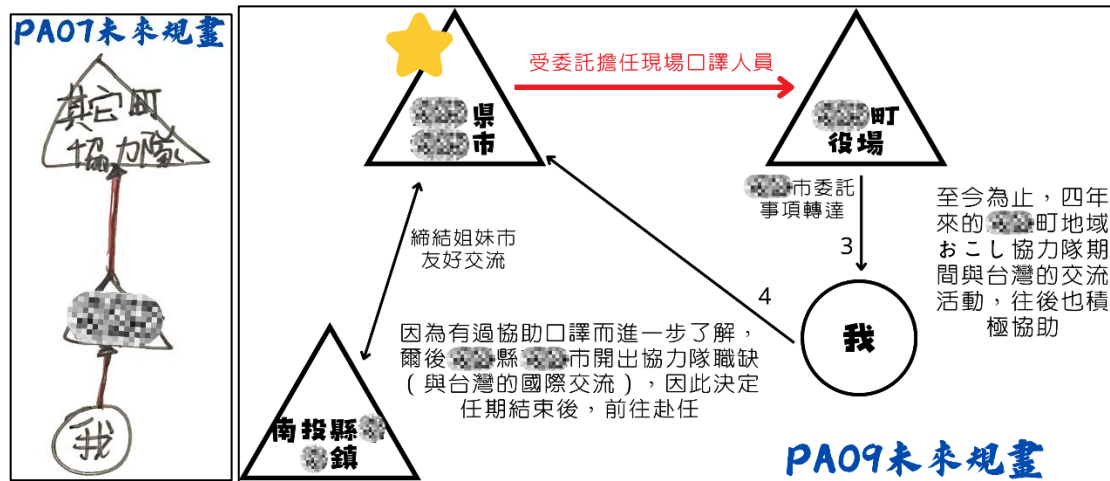 PA07未來規畫
其它町
協力隊
我
受委託擔任現場口譯人員
県
市
町
役場
市委託
事項轉達
3
4
締結姐妹市
友好交流
至今為止，四年
來的町地域
おこし協力隊期
間與台灣的交流
活動，往後也積
極協助
我
因為有過協助口譯而進一步了解，
爾後縣市開出協力隊職缺
（與台灣的國際交流），因此決定
任期結束後，前往赴任
南投縣
鎮
PA09未來規畫